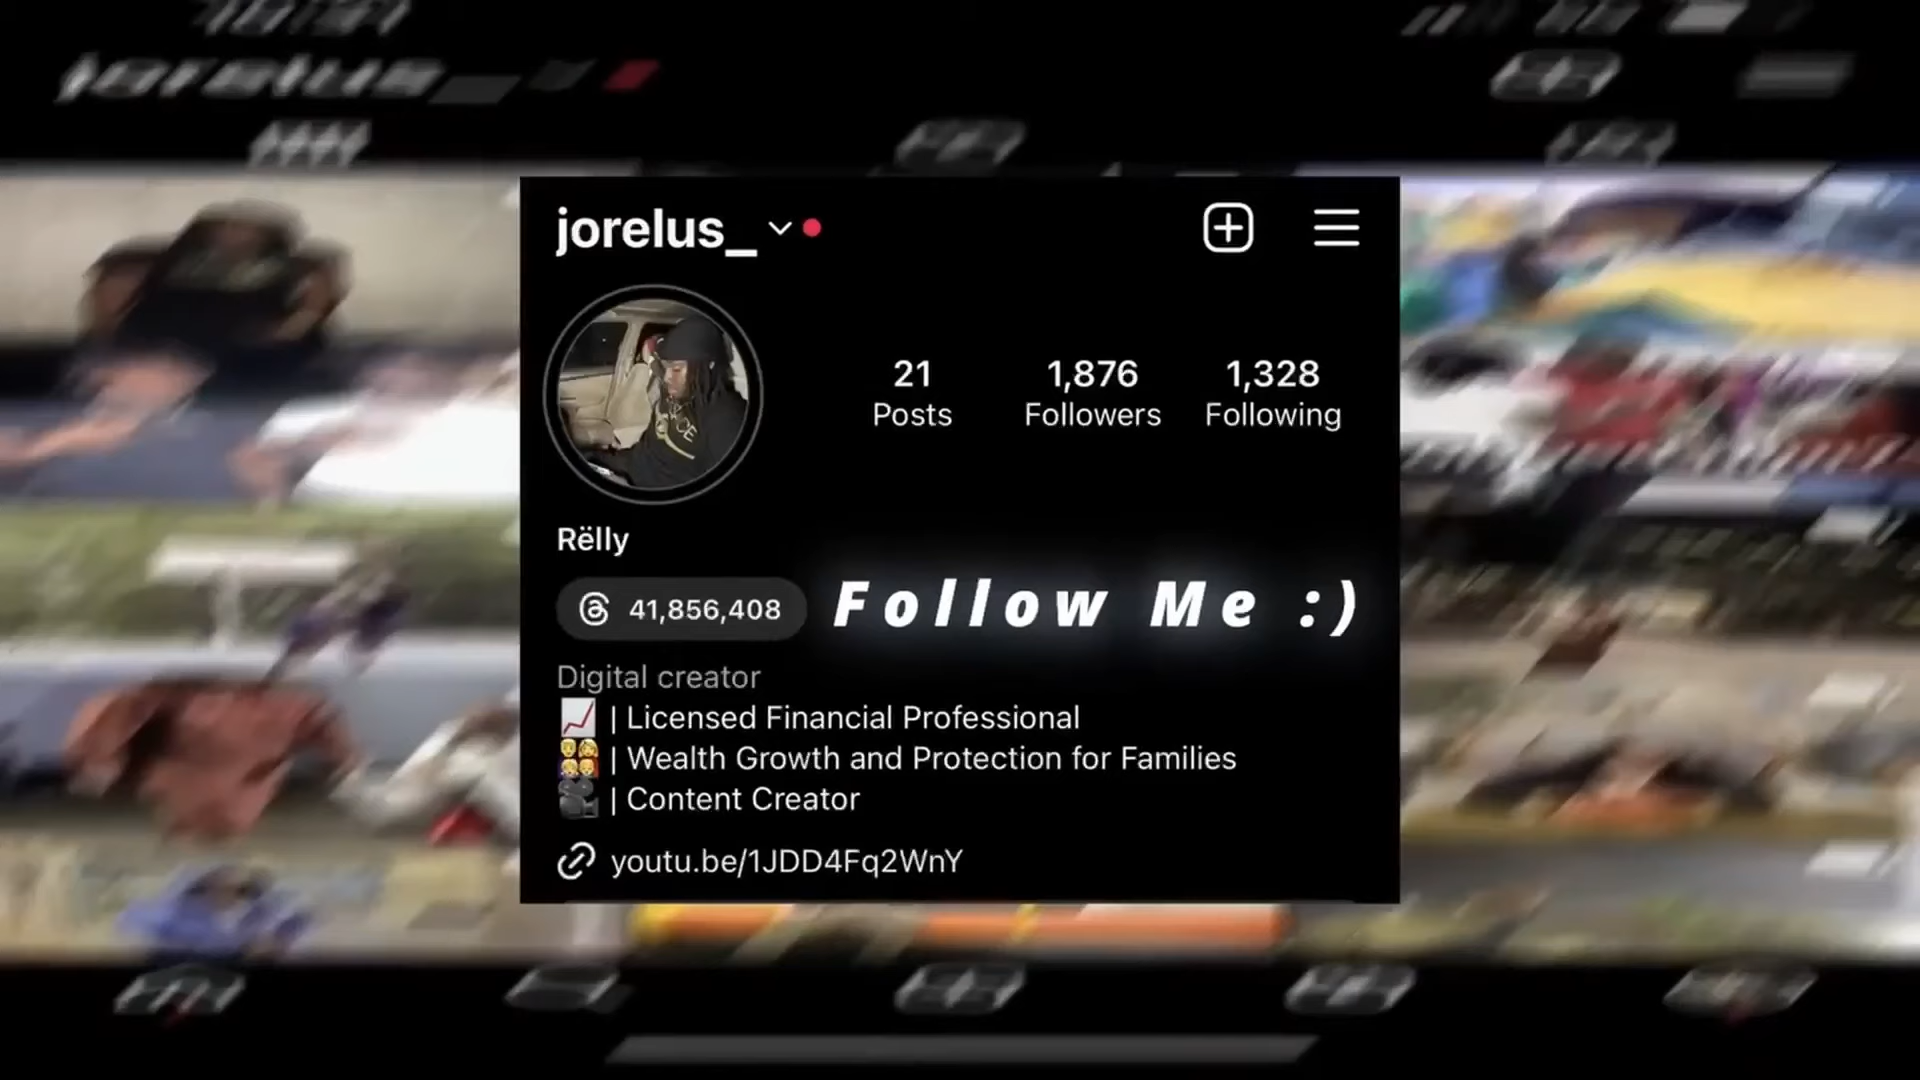 jorelus_
21 1,876 1,328
Posts Followers Following
Rëlly
41,856,408 Follow Me :)
Digital creator
| Licensed Financial Professional
| Wealth Growth and Protection for Families
| Content Creator
youtu.be/1JDD4Fq2WnY